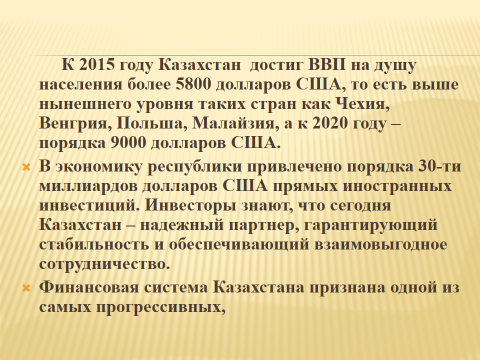 К 2015 году Казахстан достиг ВВП на душу
населения более 5800 долларов США, то есть выше
нынешнего уровня таких стран как Чехия,
Венгрия, Польша, Малайзия, а к 2020 году –
порядка 9000 долларов США.
В экономику республики привлечено порядка 30-ти
миллиардов долларов США прямых иностранных
инвестиций. Инвесторы знают, что сегодня
Казахстан – надежный партнер, гарантирующий
стабильность и обеспечивающий взаимовыгодное
сотрудничество.
Финансовая система Казахстана признана одной из
самых прогрессивных,